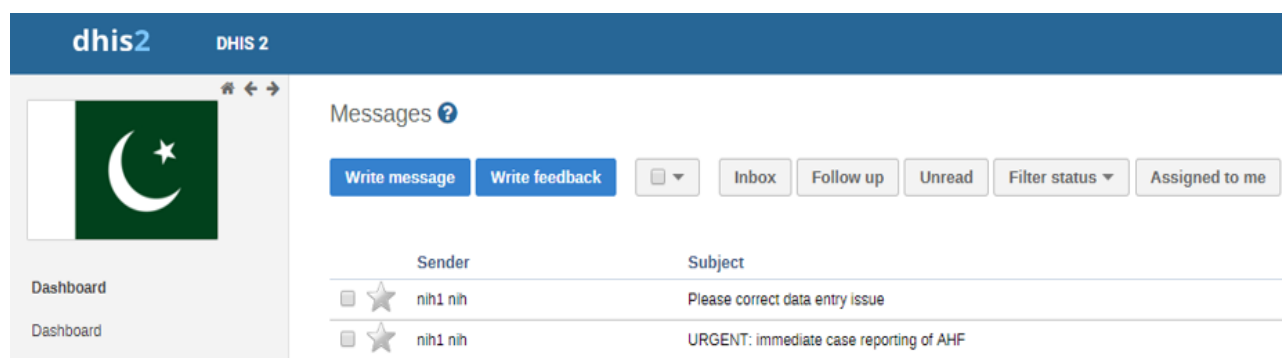 dhis2 DHIS 2
Messages ?
Write message Write feedback Inbox Follow up Unread Filter status Assigned to me
Sender Subject
Dashboard
nih1 nih Please correct data entry issue
Dashboard
nih1 nih URGENT: immediate case reporting of AHF